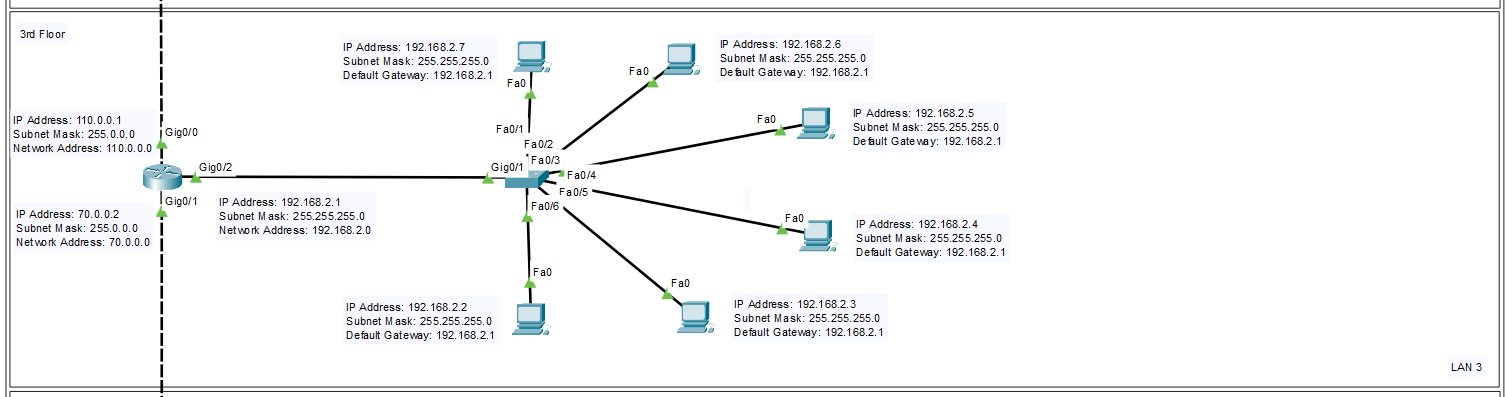 3rd Floor
IP Address: 192.168.2.7
Subnet Mask: 255.255.255.0
Default Gateway: 192.168.2.1
Fa0
IP Address: 192.168.2.6
Subnet Mask: 255.255.255.0
Default Gateway: 192.168.2.1
Fa0
IP Address: 192.168.2.5
Subnet Mask: 255.255.255.0
Default Gateway: 192.168.2.1
Fa0
IP Address: 110.0.0.1
Subnet Mask: 255.0.0.0
Network Address: 110.0.0.0
Gig0/0
Gig0/2
Gig0/1
IP Address: 70.0.0.2
Subnet Mask: 255.0.0.0
Network Address: 70.0.0.0
IP Address: 192.168.2.1
Subnet Mask: 255.255.255.0
Network Address: 192.168.2.0
Gig0/1
Fa0/1
Fa0/2
Fa0/3
Fa0/4
Fa0/5
Fa0/6
Fa0
IP Address: 192.168.2.4
Subnet Mask: 255.255.255.0
Default Gateway: 192.168.2.1
Fa0
IP Address: 192.168.2.2
Subnet Mask: 255.255.255.0
Default Gateway: 192.168.2.1
Fa0
IP Address: 192.168.2.3
Subnet Mask: 255.255.255.0
Default Gateway: 192.168.2.1
LAN 3